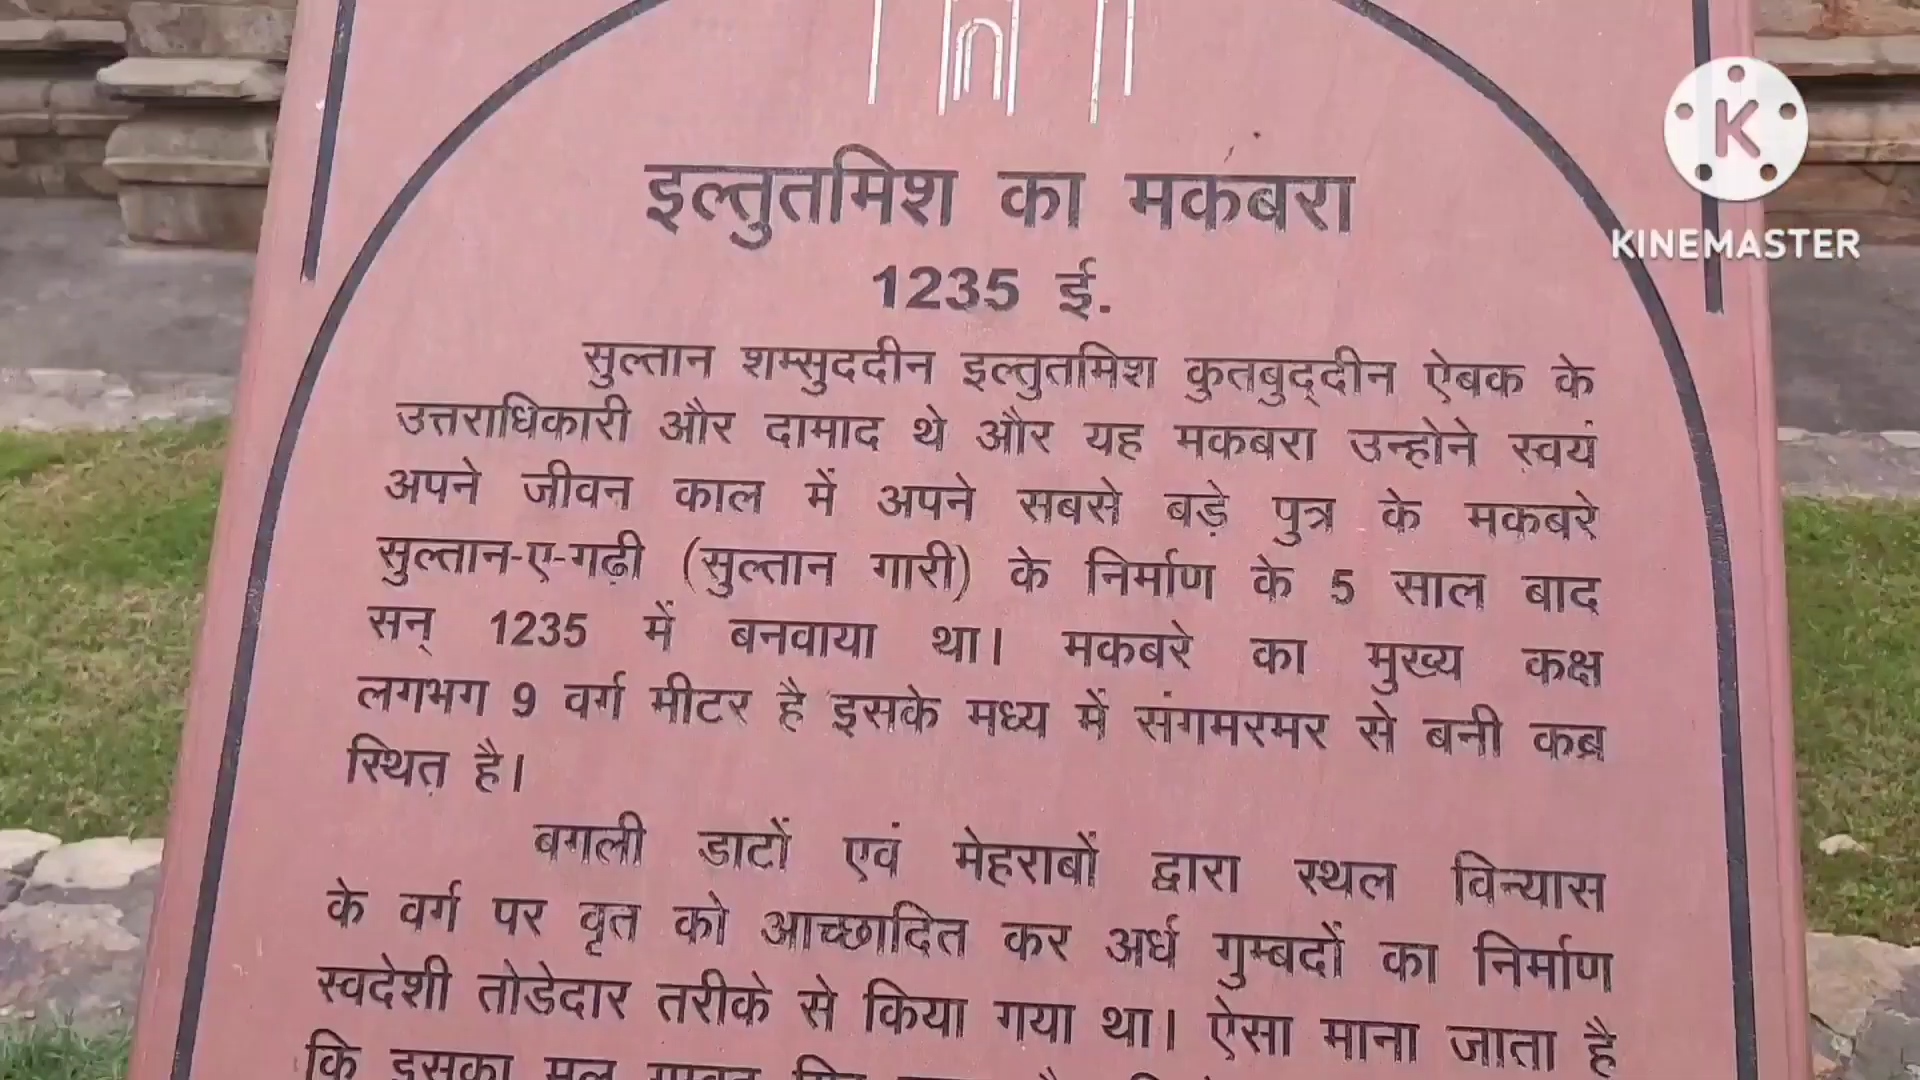 इल्तुतमिश का मकबरा
1235 ई.
सुल्तान शम्सुददीन इल्तुतमिश कुतबुद्दीन ऐबक के
उत्तराधिकारी और दामाद थे और यह मकबरा उन्होने स्वयं
अपने जीवन काल में अपने सबसे बड़े पुत्र के मकबरे
सुल्तान-ए-गढ़ी (सुल्तान गारी) के निर्माण के 5 साल बाद
सन् 1235 में बनवाया था। मकबरे का मुख्य कक्ष
लगभग 9 वर्ग मीटर है इसके मध्य में संगमरमर से बनी कब्र
स्थित है।
बगली डाटों एवं मेहराबों द्वारा स्थल विन्यास
के वर्ग पर वृत को आच्छादित कर अर्ध गुम्बदों का निर्माण
स्वदेशी तोडेदार तरीके से किया गया था। ऐसा माना जाता है
कि इसका
K
KINEMASTER